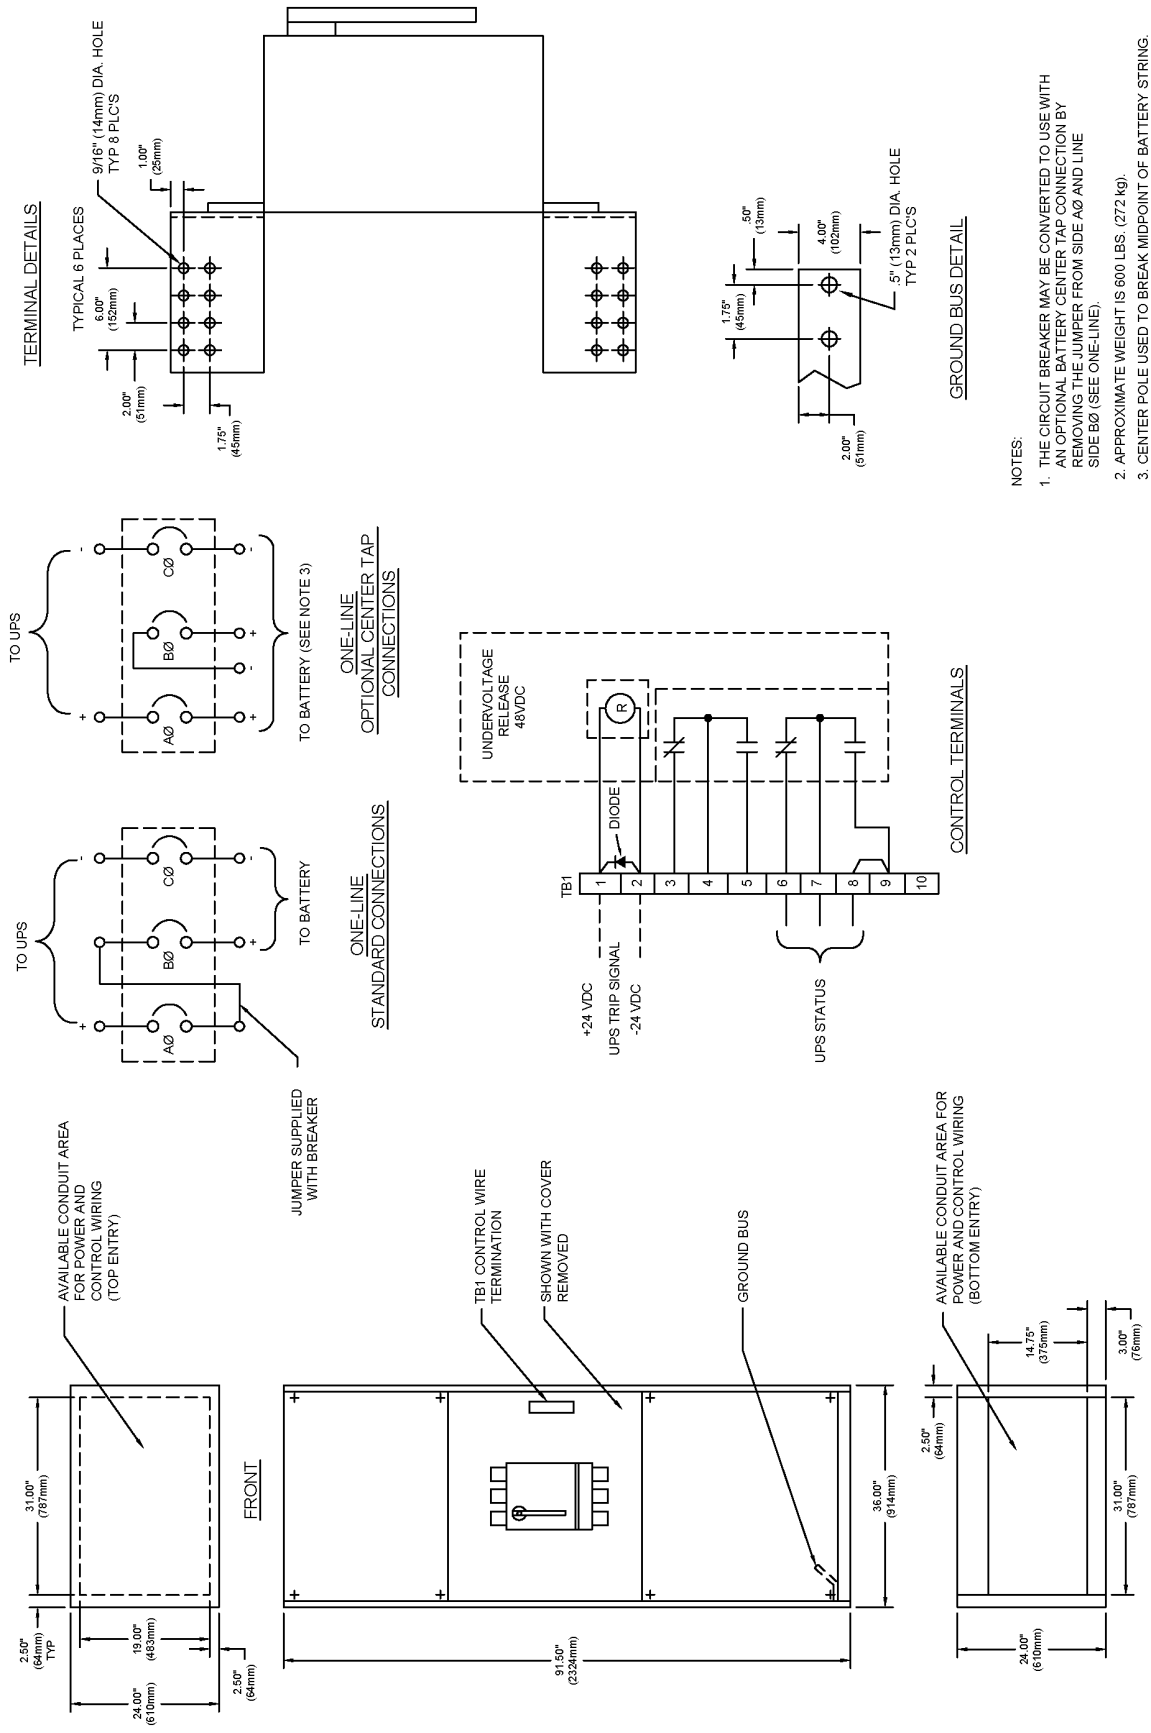 TERMINAL DETAILS
TYPICAL 6 PLACES
9/16" (14mm) DIA. HOLE
TYP 8 PLC'S
6.00"
(152mm)
1.00"
(25mm)
2.00"
(51mm)
1.75"
(45mm)
GROUND BUS DETAIL
.50"
(13mm)
4.00"
(102mm)
1.75"
(45mm)
.5" (13mm) DIA. HOLE
TYP 2 PLC'S
2.00"
(51mm)
NOTES:
1. THE CIRCUIT BREAKER MAY BE CONVERTED TO USE WITH
AN OPTIONAL BATTERY CENTER TAP CONNECTION BY
REMOVING THE JUMPER FROM SIDE AØ AND LINE
SIDE BØ (SEE ONE-LINE).
2. APPROXIMATE WEIGHT IS 600 LBS. (272 kg).
3. CENTER POLE USED TO BREAK MIDPOINT OF BATTERY STRING.
TO UPS
+
-
AØ
BØ
CØ
+
-
+
-
TO BATTERY (SEE NOTE 3)
ONE-LINE
OPTIONAL CENTER TAP
CONNECTIONS
TO UPS
+
-
AØ
BØ
CØ
+
-
TO BATTERY
JUMPER SUPPLIED
WITH BREAKER
ONE-LINE
STANDARD CONNECTIONS
UNDERVOLTAGE
RELEASE
48VDC
R
DIODE
TB1
1
2
3
4
5
6
7
8
9
10
+24 VDC
UPS TRIP SIGNAL
-24 VDC
UPS STATUS
CONTROL TERMINALS
AVAILABLE CONDUIT AREA
FOR POWER AND
CONTROL WIRING
(TOP ENTRY)
31.00"
(787mm)
2.50"
(64mm)
TYP
19.00"
(483mm)
24.00"
(610mm)
2.50"
(64mm)
FRONT
TB1 CONTROL WIRE
TERMINATION
SHOWN WITH COVER
REMOVED
GROUND BUS
91.50"
(2324mm)
36.00"
(914mm)
AVAILABLE CONDUIT AREA FOR
POWER AND CONTROL WIRING
(BOTTOM ENTRY)
2.50"
(64mm)
14.75"
(375mm)
3.00"
(76mm)
31.00"
(787mm)
24.00"
(610mm)